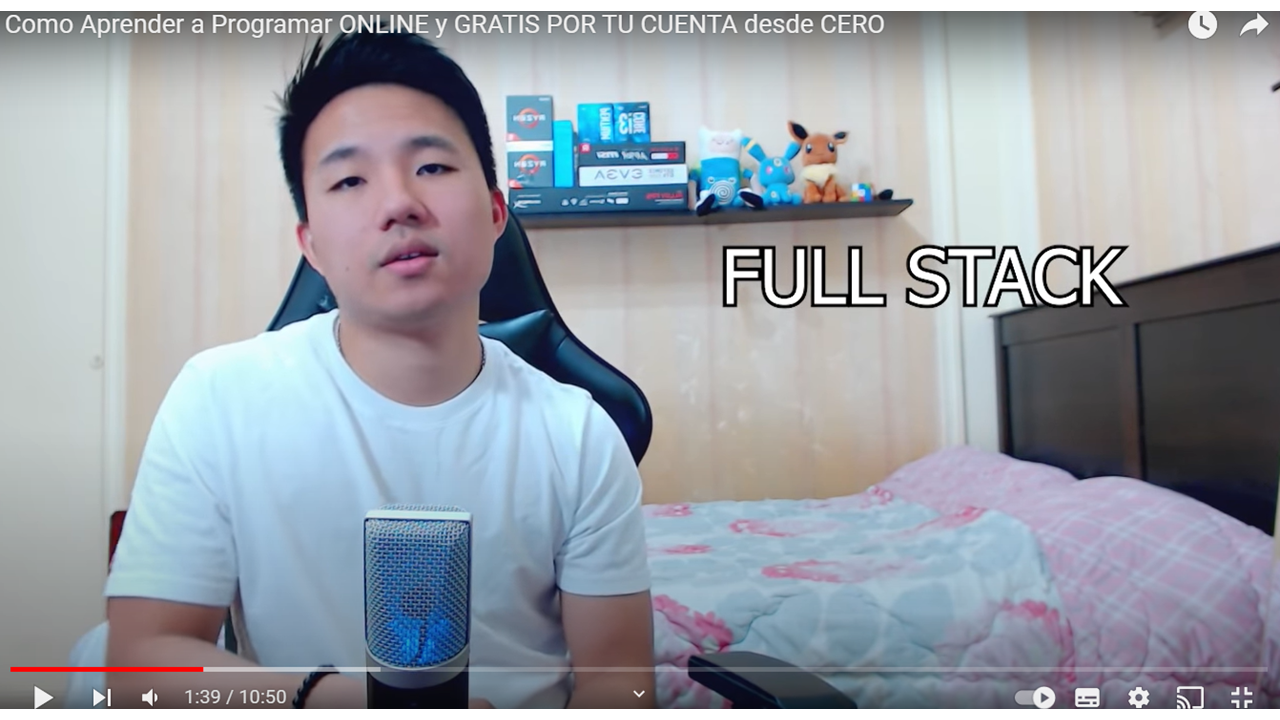 Como Aprender a Programar ONLINE y GRATIS POR TU CUENTA desde CERO
RYZEN
RYZEN
CORE
i3
EVGA
FULL STACK
1:39 / 10:50